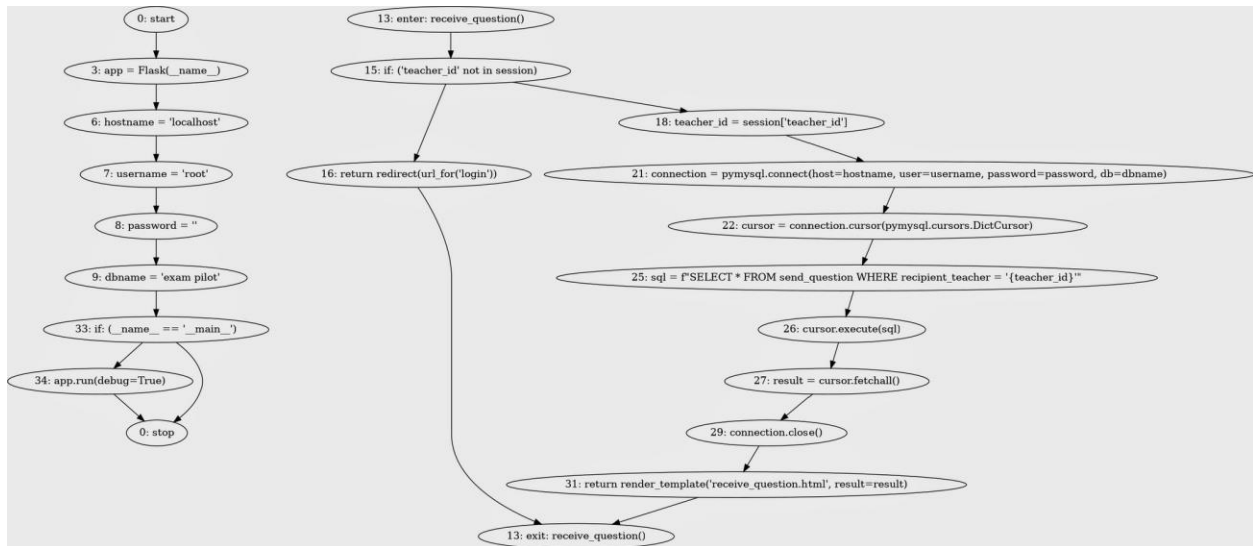 0: start
3: app = Flask(__name__)
6: hostname = 'localhost'
7: username = 'root'
8: password = ''
9: dbname = 'exam pilot'
33: if: (__name__ == '__main__')
34: app.run(debug=True)
0: stop
13: enter: receive_question()
15: if: ('teacher_id' not in session)
16: return redirect(url_for('login'))
18: teacher_id = session['teacher_id']
21: connection = pymysql.connect(host=hostname, user=username, password=password, db=dbname)
22: cursor = connection.cursor(pymysql.cursors.DictCursor)
25: sql = f"SELECT * FROM send_question WHERE recipient_teacher = '{teacher_id}'"
26: cursor.execute(sql)
27: result = cursor.fetchall()
29: connection.close()
31: return render_template('receive_question.html', result=result)
13: exit: receive_question()